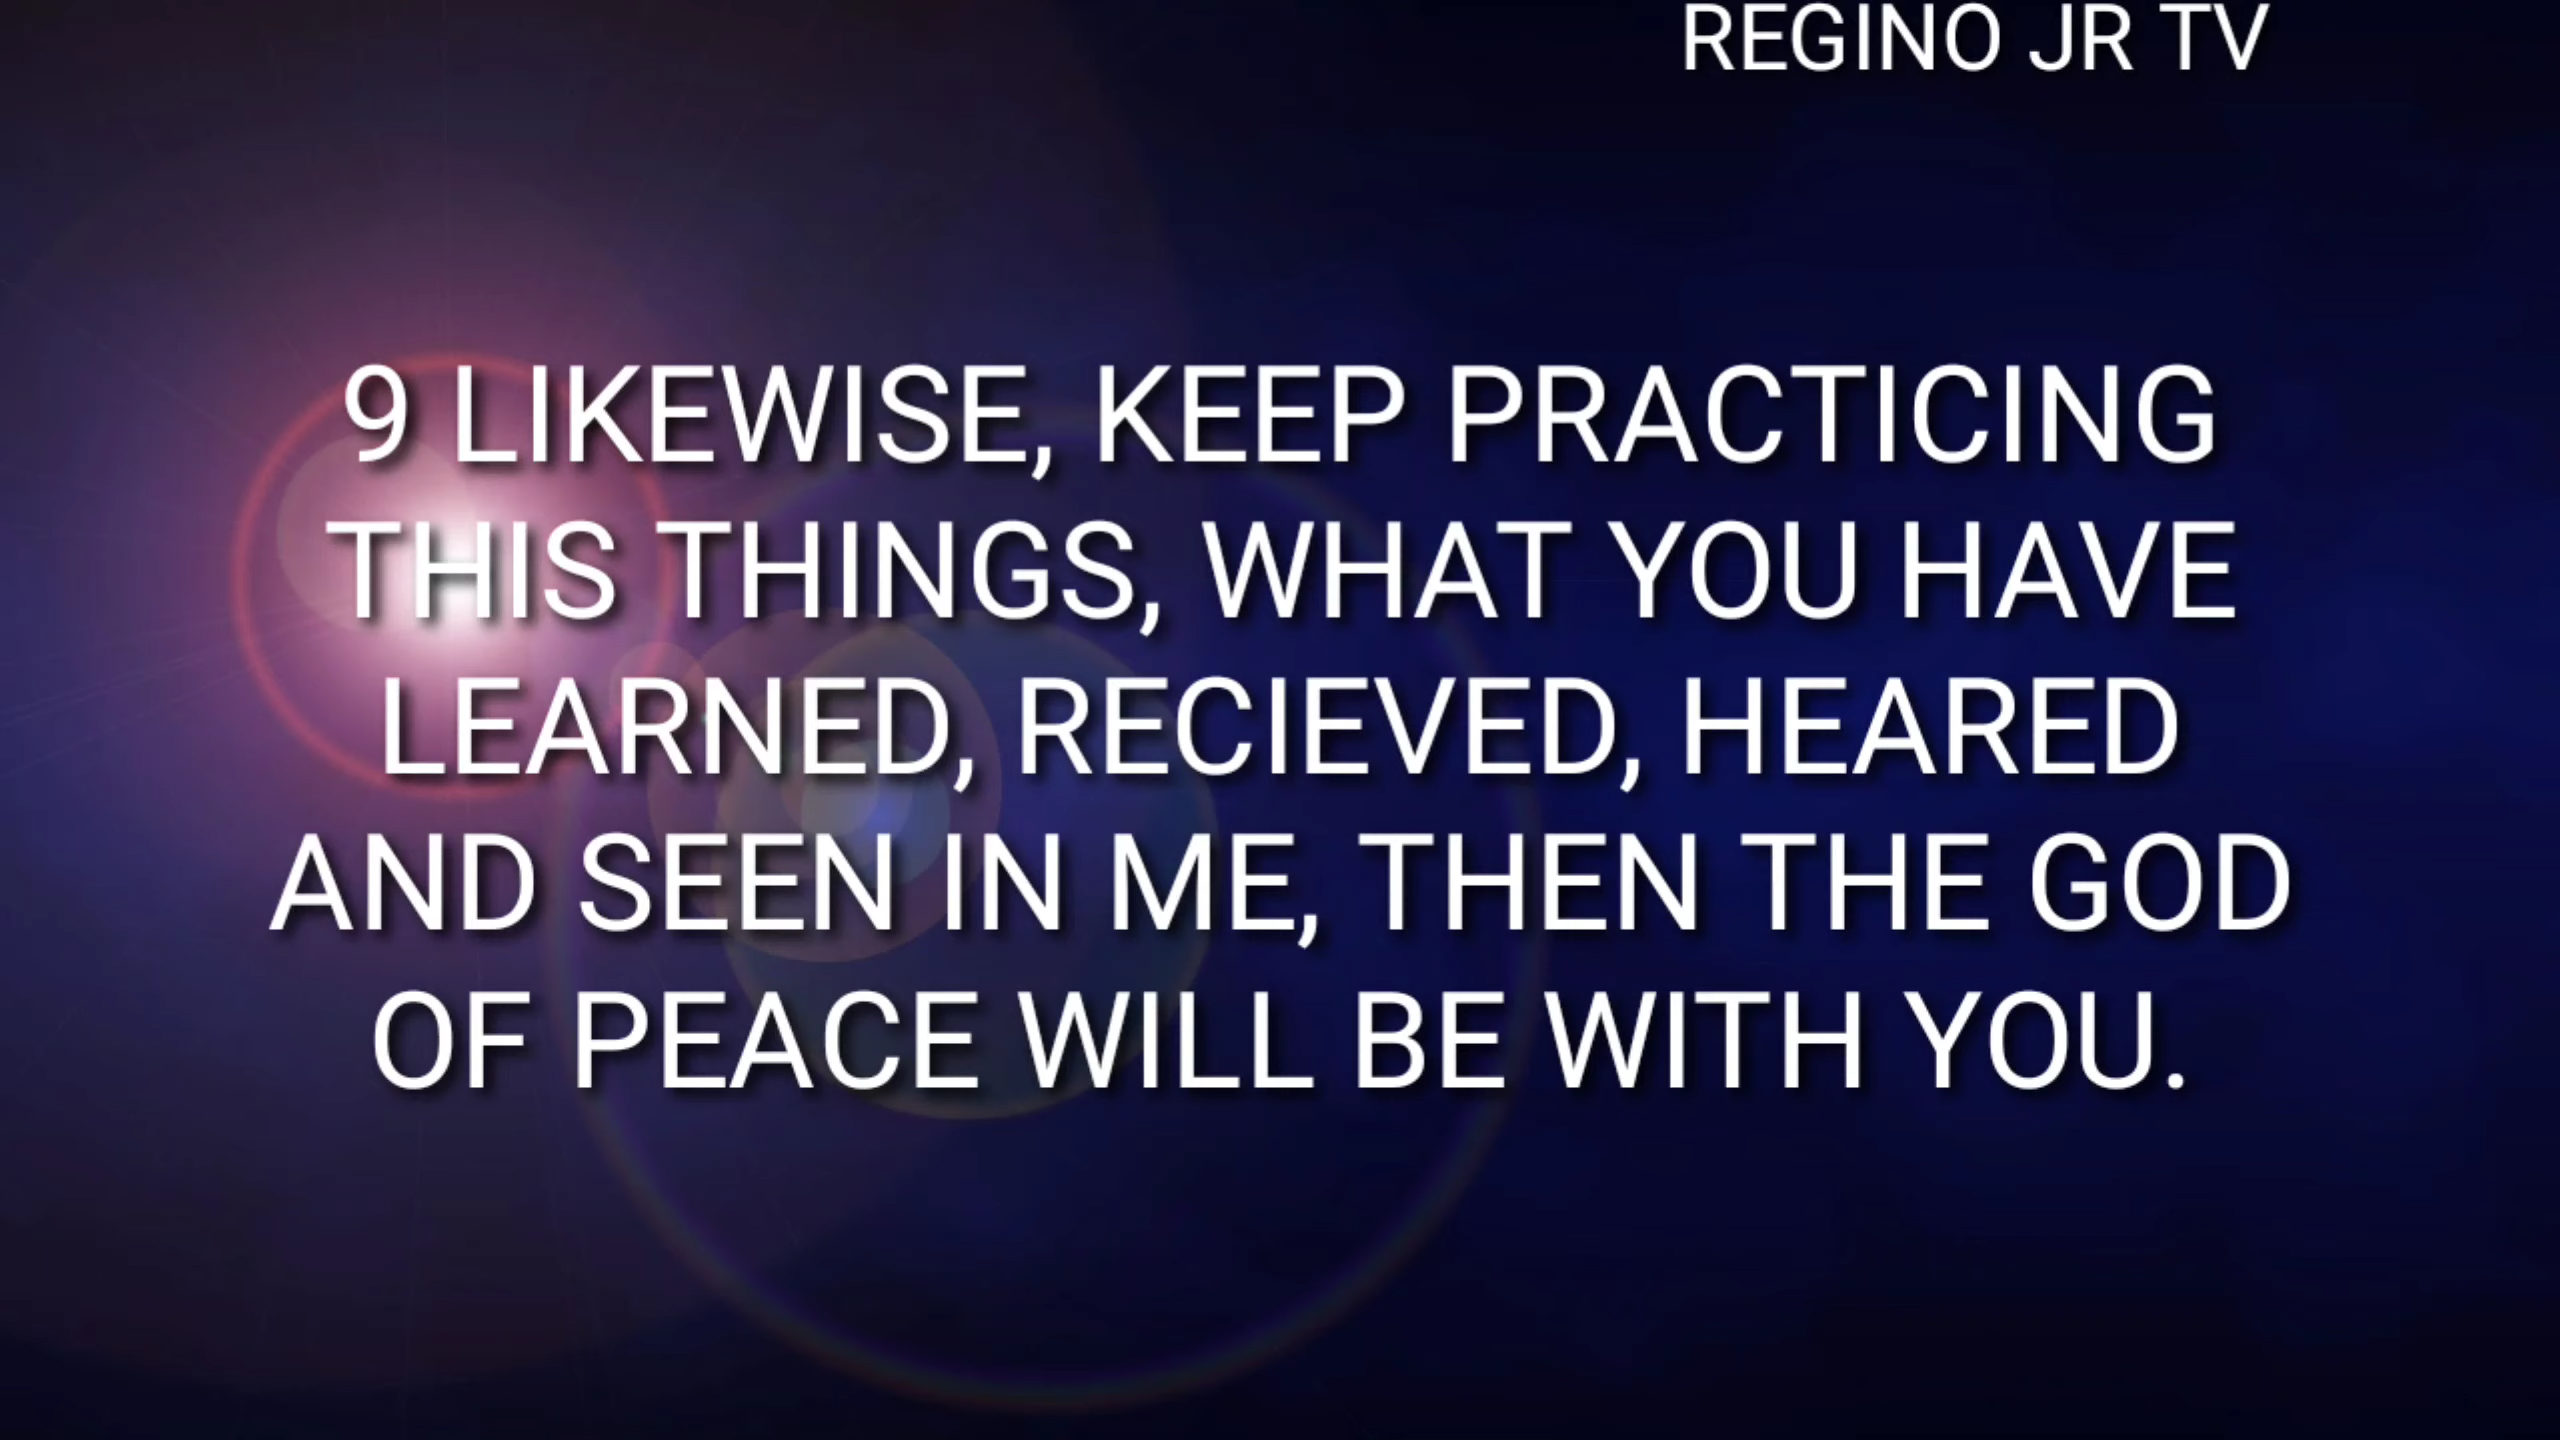 REGINO JR TV
9 LIKEWISE, KEEP PRACTICING
THIS THINGS, WHAT YOU HAVE
LEARNED, RECIEVED, HEARED
AND SEEN IN ME, THEN THE GOD
OF PEACE WILL BE WITH YOU.